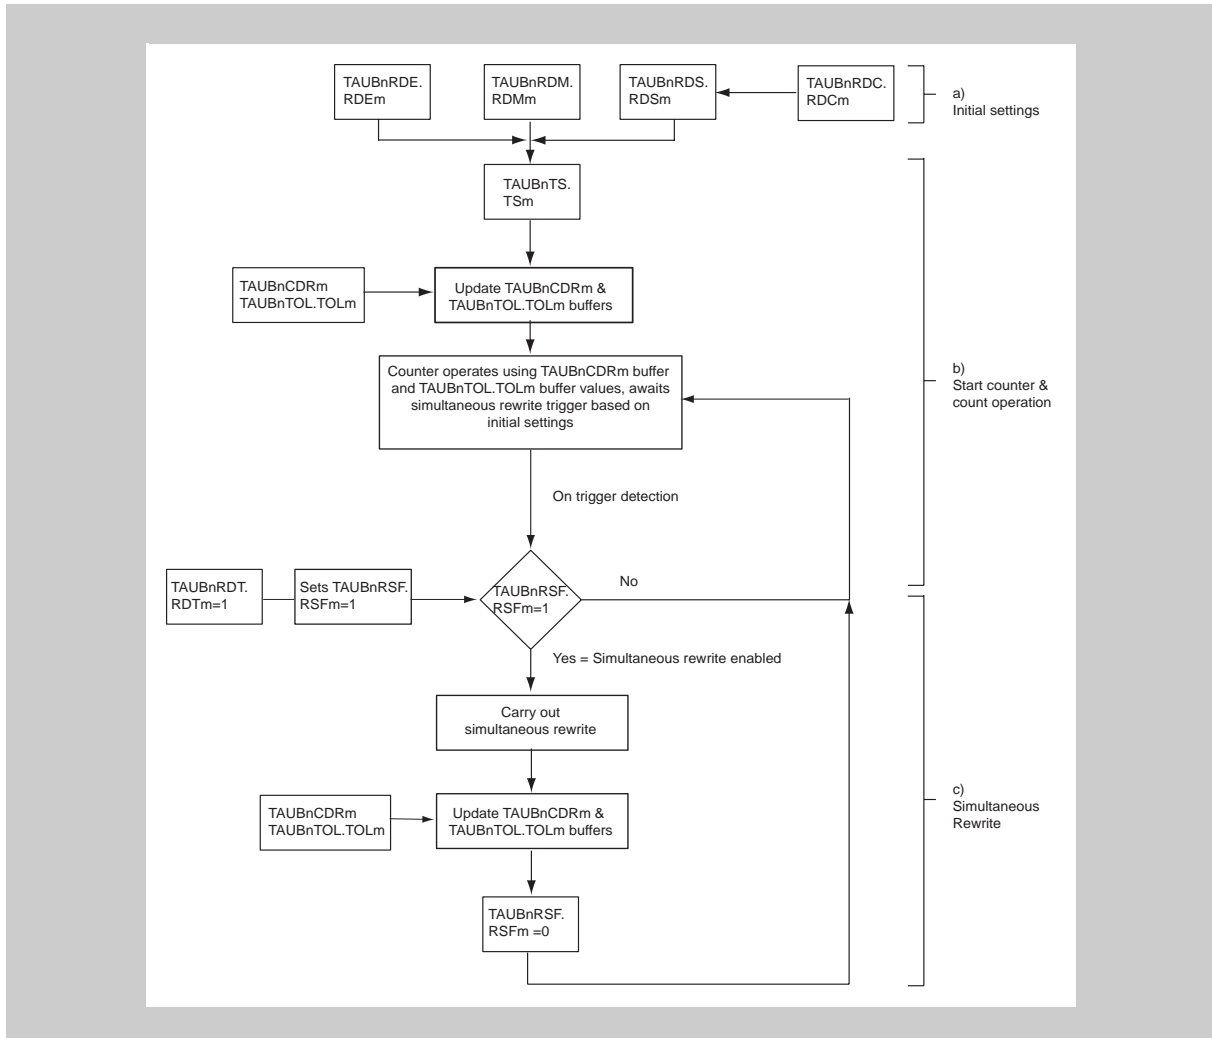 TAUBnRDE.
RDEm
TAUBnRDM.
RDMm
TAUBnRDS.
RDSm
TAUBnRDC.
RDCm
a)
Initial settings
TAUBnTS.
TSm
TAUBnCDRm
TAUBnTOL.TOLm
Update TAUBnCDRm &
TAUBnTOL.TOLm buffers
Counter operates using TAUBnCDRm buffer
and TAUBnTOL.TOLm buffer values, awaits
simultaneous rewrite trigger based on
initial settings
b)
Start counter &
count operation
On trigger detection
TAUBnRDT.
RDTm=1
Sets TAUBnRSF.
RSFm=1
TAUBnRSF.
RSFm=1
No
Yes = Simultaneous rewrite enabled
Carry out
simultaneous rewrite
TAUBnCDRm
TAUBnTOL.TOLm
Update TAUBnCDRm &
TAUBnTOL.TOLm buffers
c)
Simultaneous
Rewrite
TAUBnRSF.
RSFm =0